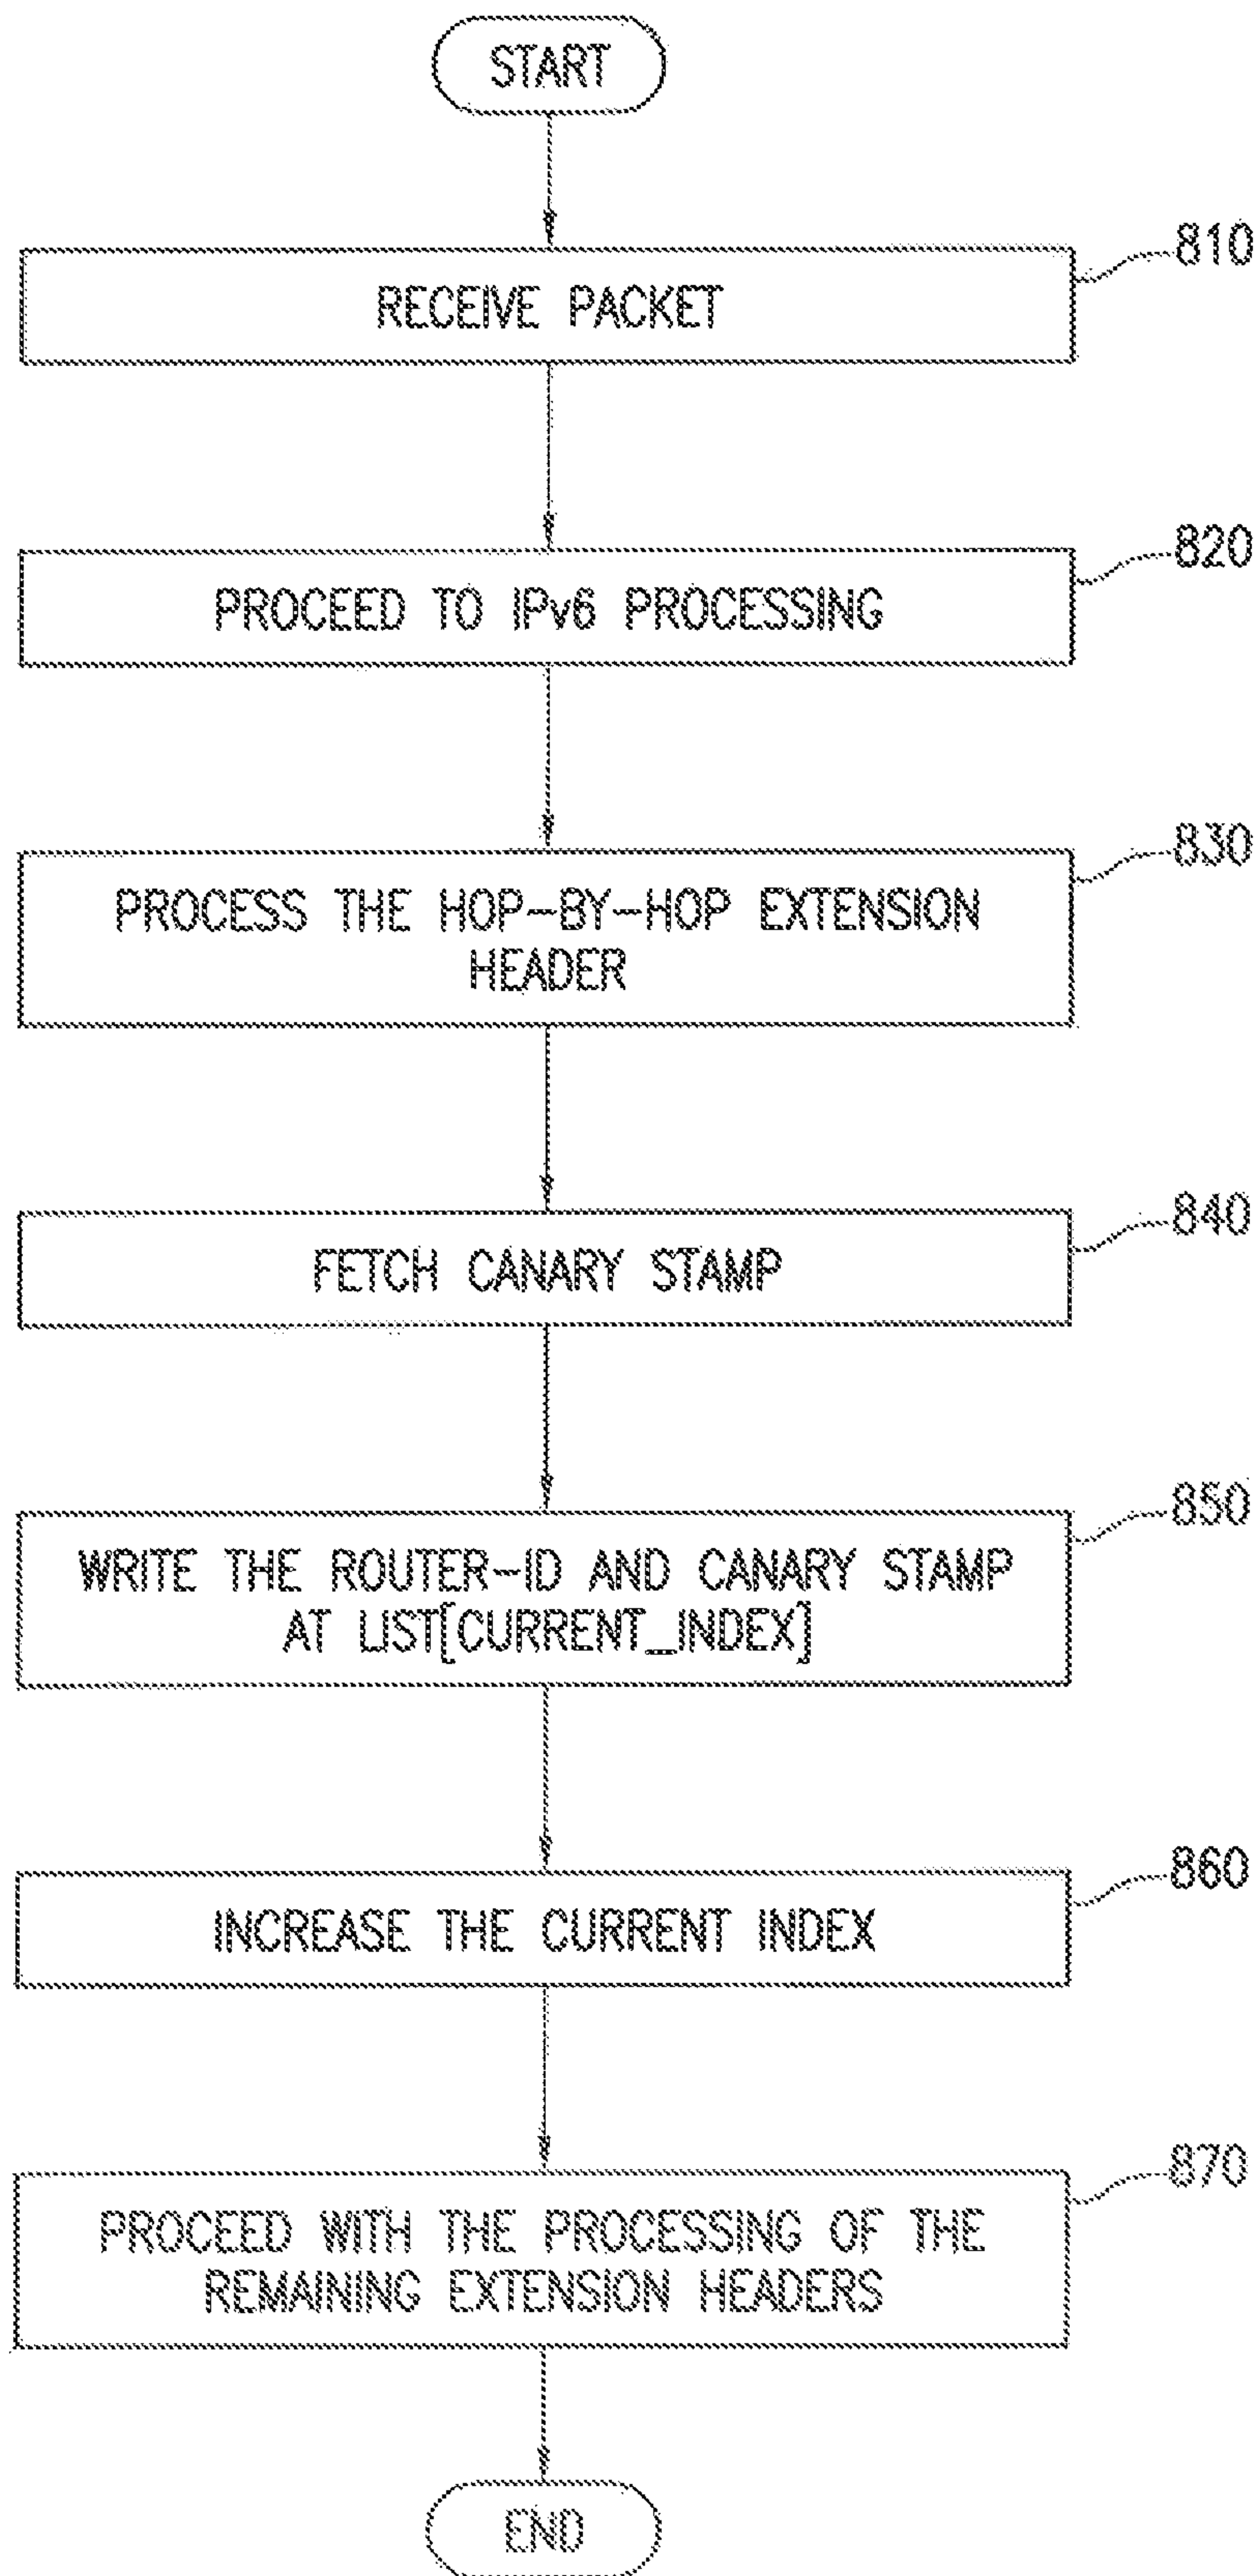 START
RECEIVE PACKET
810
PROCEED TO IPv6 PROCESSING
820
PROCESS THE HOP-BY-HOP EXTENSION
HEADER
830
FETCH CANARY STAMP
840
WRITE THE ROUTER-ID AND CANARY STAMP
AT LIST[CURRENT_INDEX]
850
INCREASE THE CURRENT INDEX
860
PROCEED WITH THE PROCESSING OF THE
REMAINING EXTENSION HEADERS
870
END